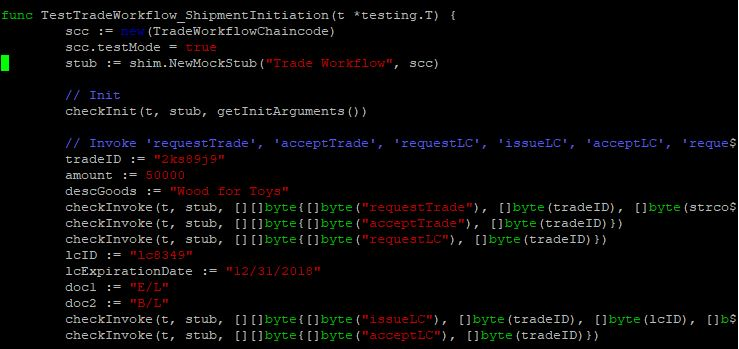 func TestTradeWorkflow_ShipmentInitiation(t *testing.T) {
scc := new(TradeWorkflowChaincode)
scc.testMode = true
stub := shim.NewMockStub("Trade Workflow", scc)
// Init
checkInit(t, stub, getInitArguments())
// Invoke 'requestTrade', 'acceptTrade', 'requestLC', 'issueLC', 'acceptLC', 'reque$
tradeID := "2ks89j9"
amount := 50000
descGoods := "Wood for Toys"
checkInvoke(t, stub, [][]byte{[]byte("requestTrade"), []byte(tradeID), []byte(strco$
checkInvoke(t, stub, [][]byte{[]byte("acceptTrade"), []byte(tradeID)})
checkInvoke(t, stub, [][]byte{[]byte("requestLC"), []byte(tradeID)})
lcID := "lc8349"
lcExpirationDate := "12/31/2018"
doc1 := "E/L"
doc2 := "B/L"
checkInvoke(t, stub, [][]byte{[]byte("issueLC"), []byte(tradeID), []byte(lcID), []b$
checkInvoke(t, stub, [][]byte{[]byte("acceptLC"), []byte(tradeID)})